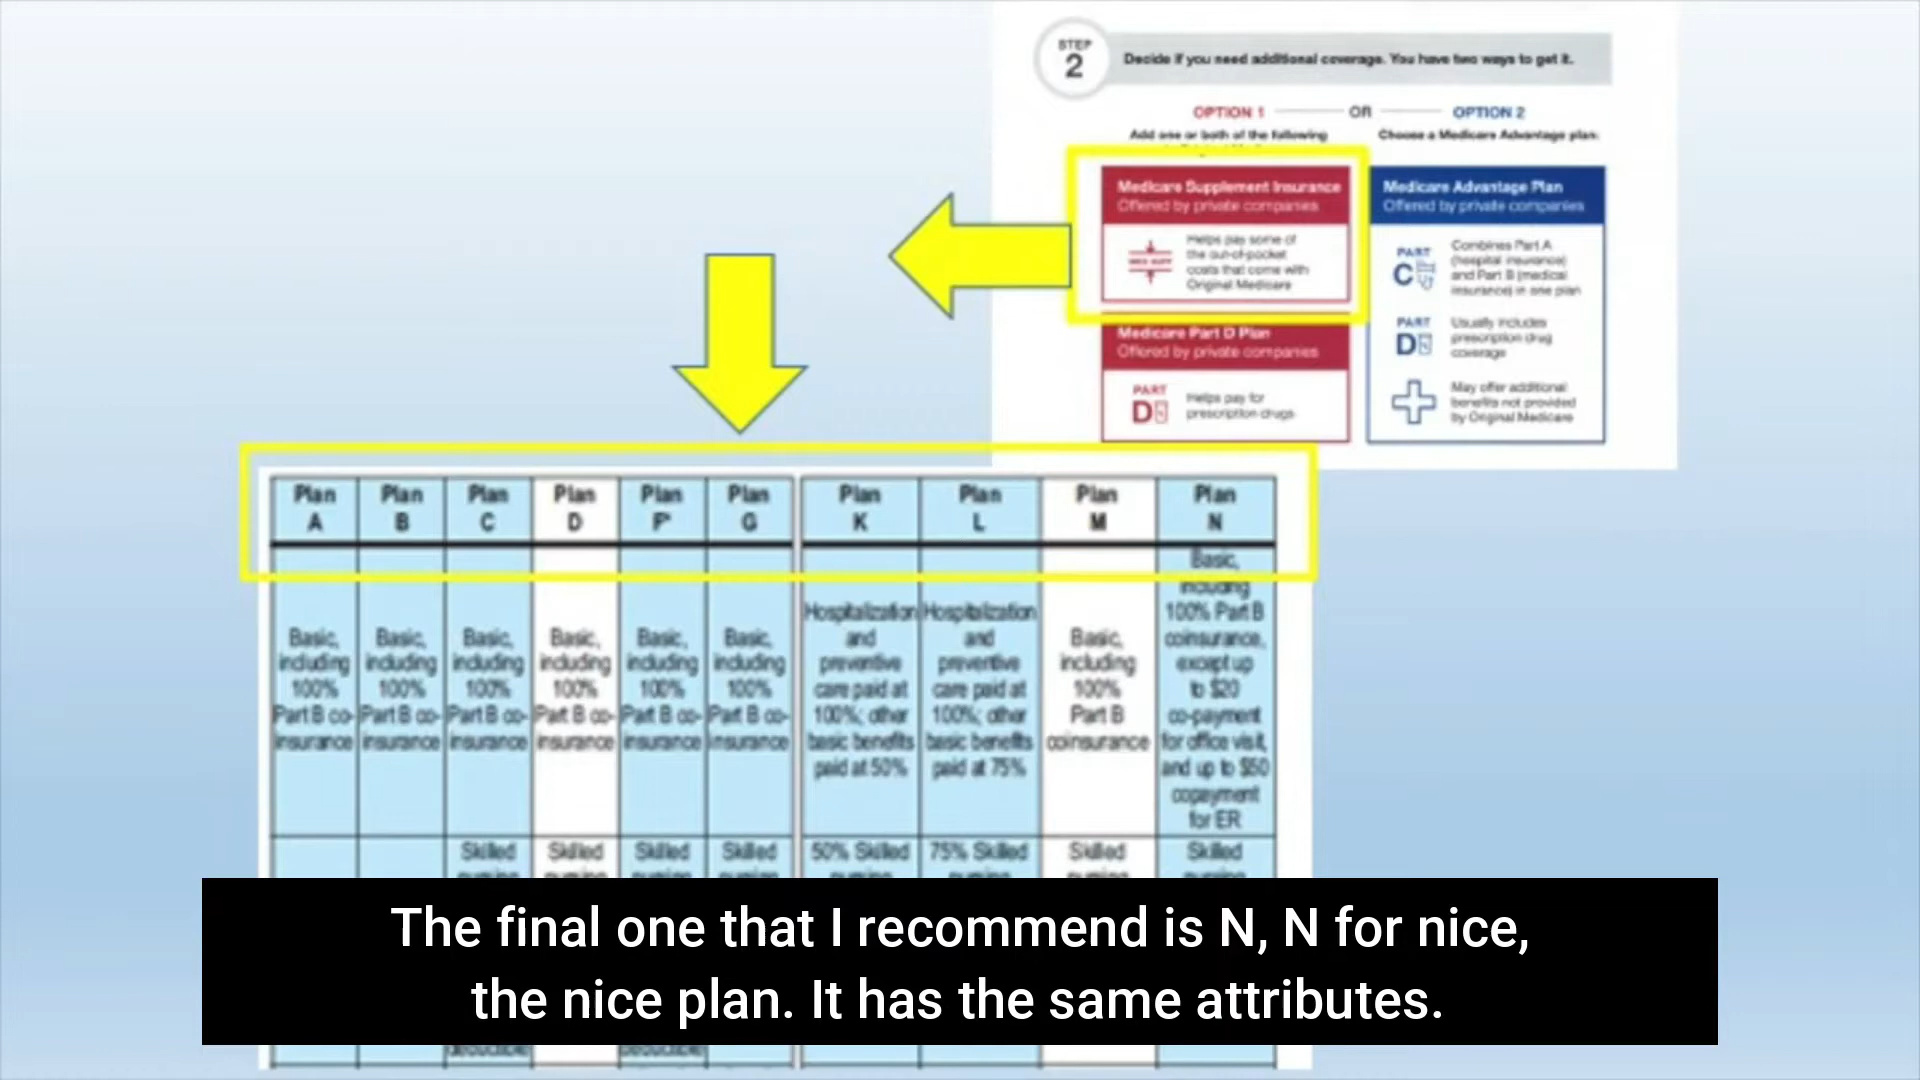 STEP
2
Decide if you need additional coverage. You have two ways to get it.
OPTION 1
OR
OPTION 2
Add one or both of the following
Choose a Medicare Advantage plan:
Medicare Supplement Insurance
Offered by private companies
MED SUPP
Helps pay some of
the out-of-pocket
costs that come with
Original Medicare
Medicare Part D Plan
Offered by private companies
PART
D
Helps pay for
prescription drugs
Medicare Advantage Plan
Offered by private companies
PART
C
Combines Part A
(hospital insurance)
and Part B (medical
insurance) in one plan
PART
D
Usually includes
prescription drug
coverage
May offer additional
benefits not provided
by Original Medicare
Plan
A
Plan
B
Plan
C
Plan
D
Plan
F*
Plan
G
Plan
K
Plan
L
Plan
M
Plan
N
Basic,
including
100%
Part B co-
insurance
Basic,
including
100%
Part B co-
insurance
Basic,
including
100%
Part B co-
insurance
Basic,
including
100%
Part B co-
insurance
Basic,
including
100%
Part B co-
insurance
Basic,
including
100%
Part B co-
insurance
Hospitalization
and
preventive
care paid at
100%; other
basic benefits
paid at 50%
Hospitalization
and
preventive
care paid at
100%; other
basic benefits
paid at 75%
Basic,
including
100%
Part B
coinsurance
Basic,
including
100% Part B
coinsurance,
except up
to $20
co-payment
for office visit,
and up to $50
copayment
for ER
Skilled
Skilled
Skilled
Skilled
50% Skilled
75% Skilled
Skilled
Skilled
The final one that I recommend is N, N for nice,
the nice plan. It has the same attributes.